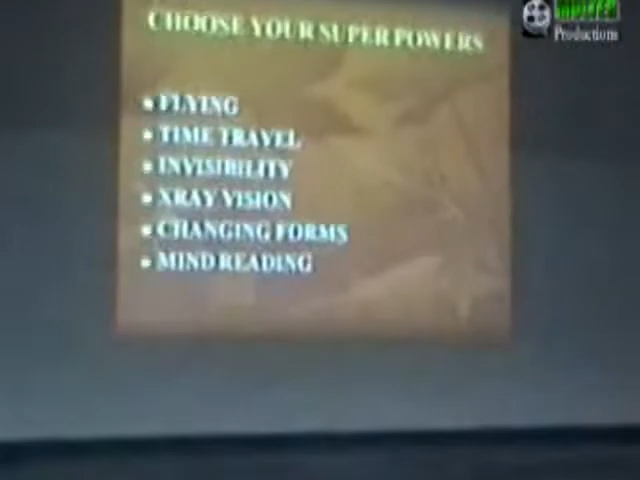 CHOOSE YOUR SUPER POWERS
FLYING
TIME TRAVEL
INVISIBILITY
XRAY VISION
CHANGING FORMS
MIND READING
Productions